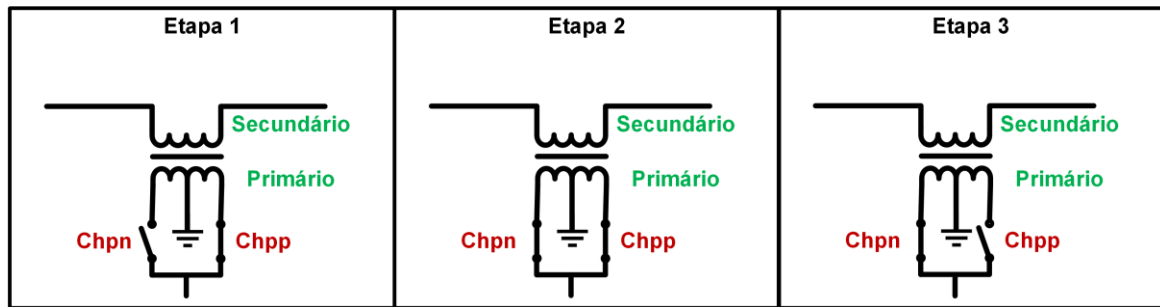 Etapa 1
Secundário
Primário
Chpn Chpp
Etapa 2
Secundário
Primário
Chpn Chpp
Etapa 3
Secundário
Primário
Chpn Chpp